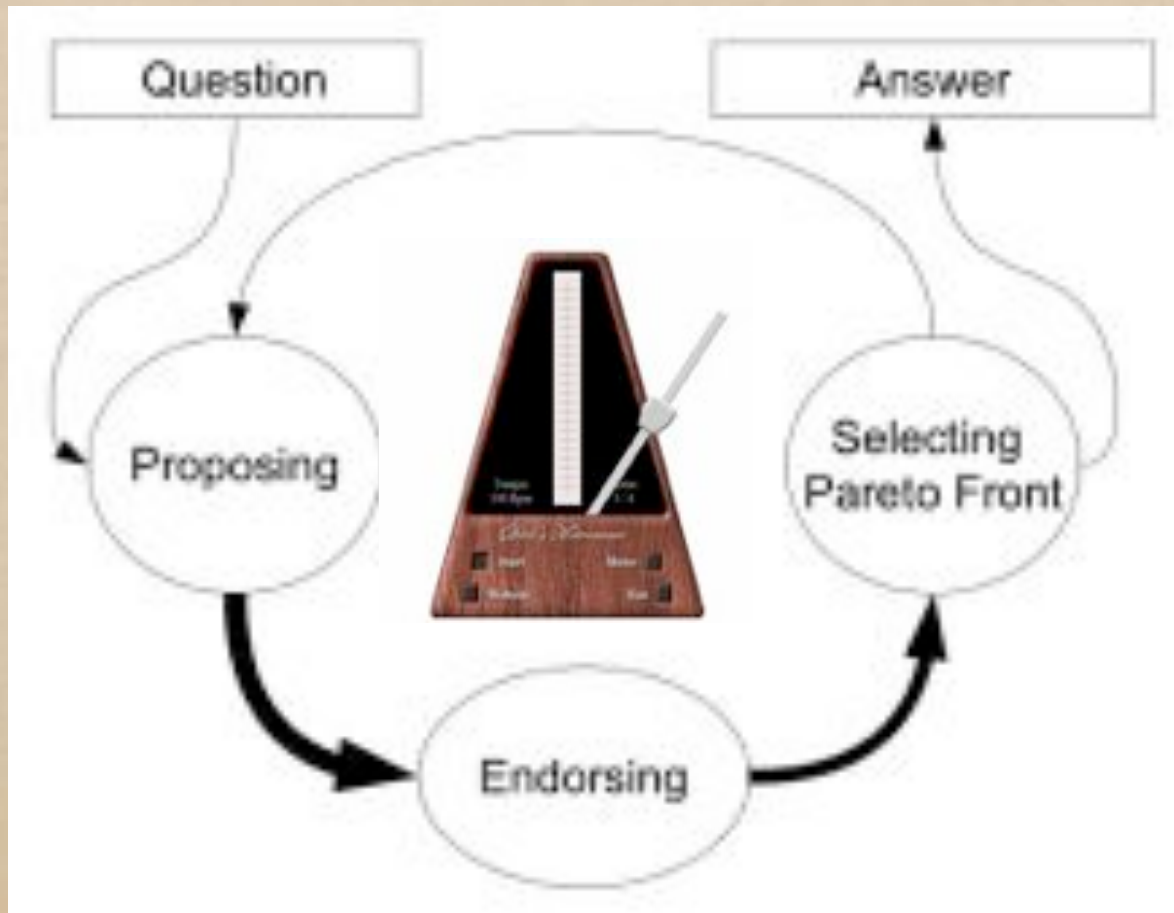 Question
Answer
Proposing
Selecting
Pareto Front
Endorsing